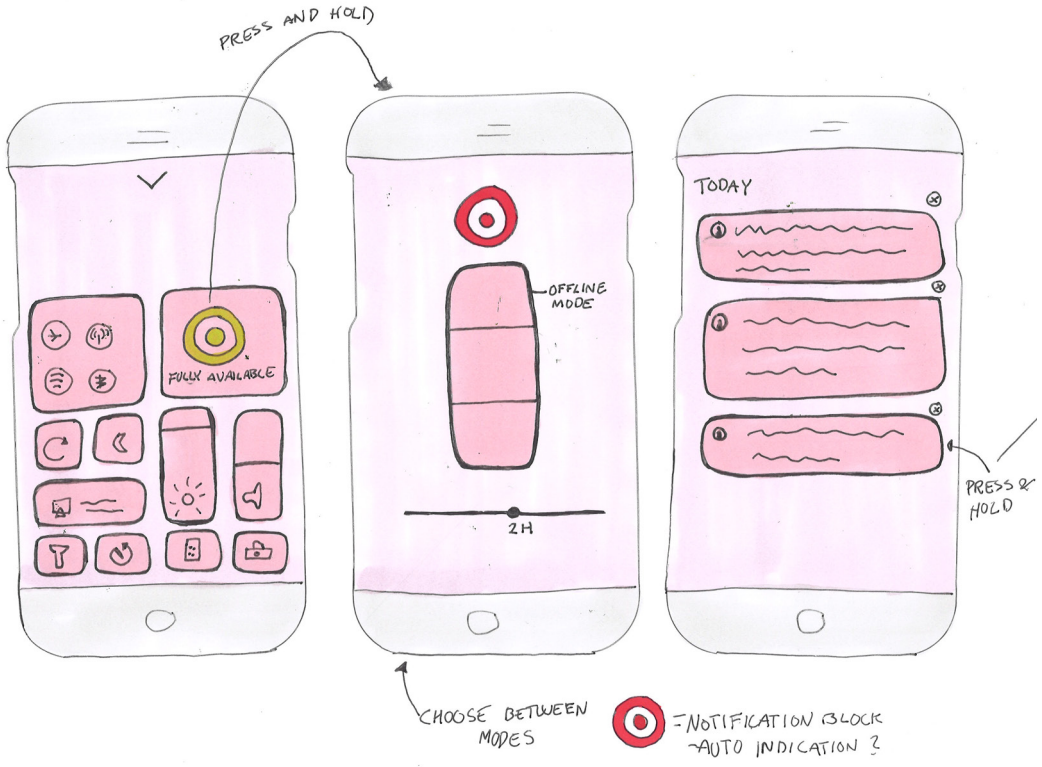 PRESS AND HOLD
FULLY AVAILABLE
OFFLINE
MODE
2H
TODAY
PRESS &
HOLD
CHOOSE BETWEEN
MODES
= NOTIFICATION BLOCK
~AUTO INDICATION ?